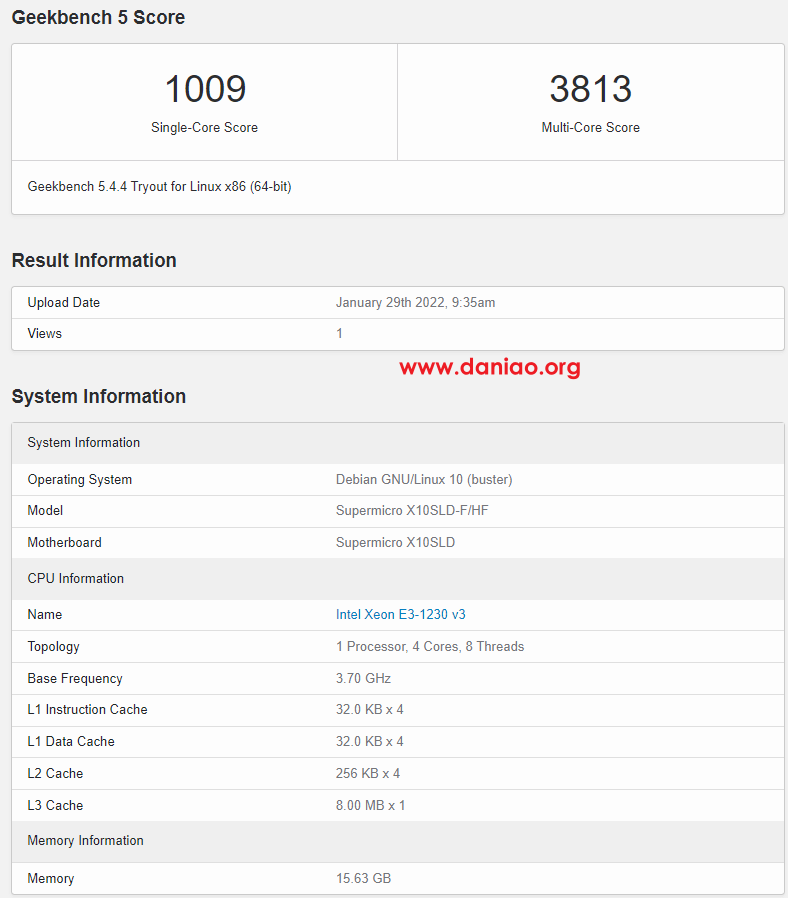 Geekbench 5 Score
1009 3813
Single-Core Score Multi-Core Score
Geekbench 5.4.4 Tryout for Linux x86 (64-bit)
Result Information
Upload Date January 29th 2022, 9:35am
Views 1
www.daniao.org
System Information
System Information
Operating System Debian GNU/Linux 10 (buster)
Model Supermicro X10SLD-F/HF
Motherboard Supermicro X10SLD
CPU Information
Name Intel Xeon E3-1230 v3
Topology 1 Processor, 4 Cores, 8 Threads
Base Frequency 3.70 GHz
L1 Instruction Cache 32.0 KB x 4
L1 Data Cache 32.0 KB x 4
L2 Cache 256 KB x 4
L3 Cache 8.00 MB x 1
Memory Information
Memory 15.63 GB